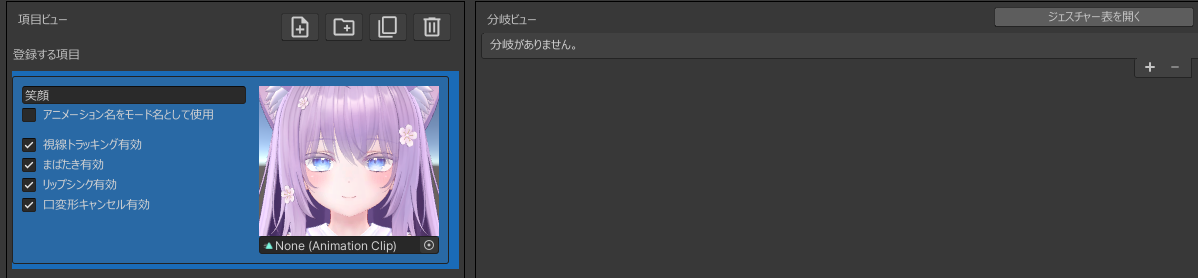 項目ビュー
登録する項目
笑顔
アニメーション名をモード名として使用
視線トラッキング有効
まばたき有効
リップシンク有効
口変形キャンセル有効
None (Animation Clip)
分岐ビュー
ジェスチャー表を開く
分岐がありません。